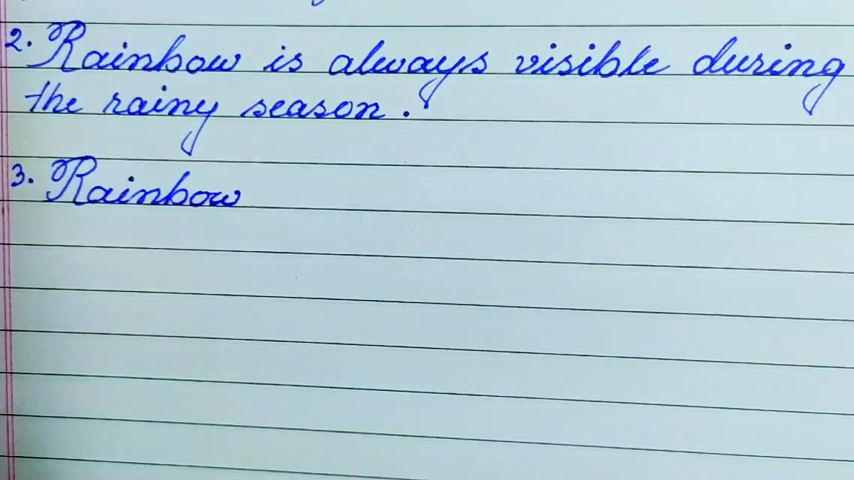 2. Rainbow is always visible during
the rainy season.
3. Rainbow